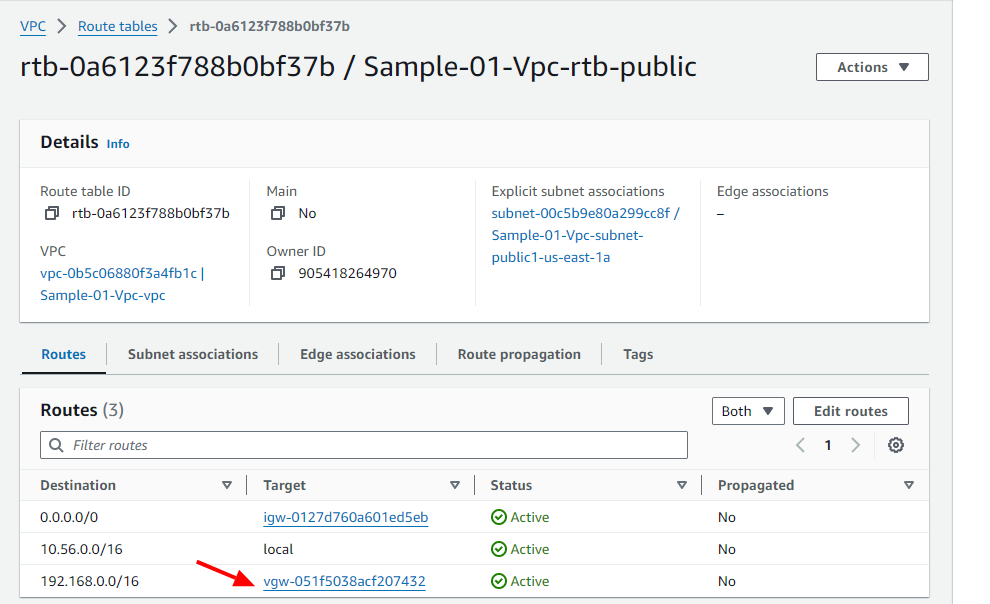 VPC > Route tables > rtb-0a6123f788b0bf37b
rtb-0a6123f788b0bf37b / Sample-01-Vpc-rtb-public
Actions
Details Info
Route table ID
rtb-0a6123f788b0bf37b
Main
No
Explicit subnet associations
subnet-00c5b9e80a299cc8f /
Sample-01-Vpc-subnet-
public1-us-east-1a
Edge associations
–
VPC
vpc-0b5c06880f3a4fb1c |
Sample-01-Vpc-vpc
Owner ID
905418264970
Routes Subnet associations Edge associations Route propagation Tags
Routes (3)
Both Edit routes
Filter routes
1
Destination Target Status Propagated
0.0.0.0/0 igw-0127d760a601ed5eb Active No
10.56.0.0/16 local Active No
192.168.0.0/16 vgw-051f5038acf207432 Active No